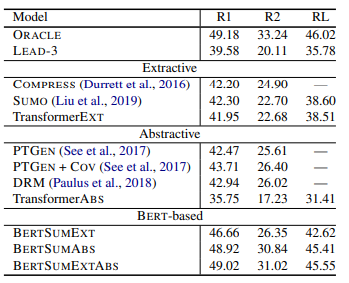 Model R1 R2 RL
ORACLE 49.18 33.24 46.02
LEAD-3 39.58 20.11 35.78
Extractive
COMPRESS (Durrett et al., 2016) 42.20 24.90 —
SUMO (Liu et al., 2019) 42.30 22.70 38.60
TransformerEXT 41.95 22.68 38.51
Abstractive
PTGEN (See et al., 2017) 42.47 25.61 —
PTGEN + COV (See et al., 2017) 43.71 26.40 —
DRM (Paulus et al., 2018) 42.94 26.02 —
TransformerABS 35.75 17.23 31.41
BERT-based
BERTSUMEXT 46.66 26.35 42.62
BERTSUMABS 48.92 30.84 45.41
BERTSUMEXTABS 49.02 31.02 45.55